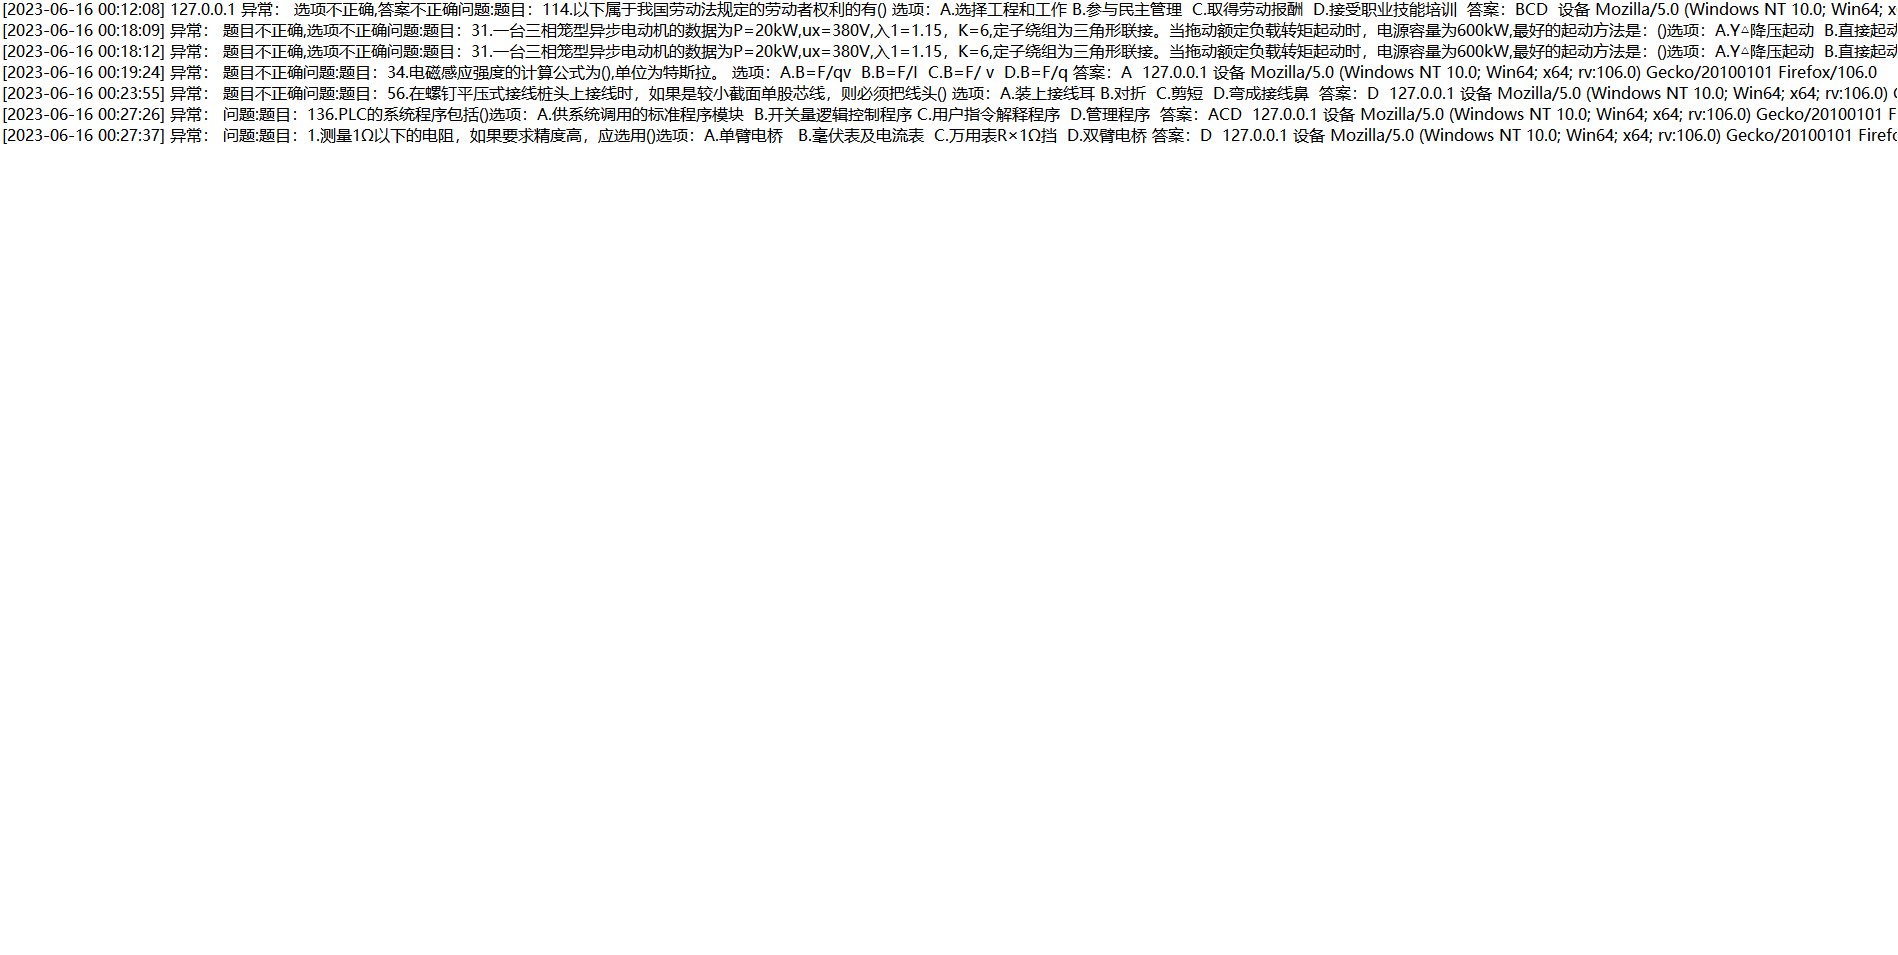 [2023-06-16 00:12:08] 127.0.0.1 异常： 选项不正确,答案不正确问题:题目：114.以下属于我国劳动法规定的劳动者权利的有() 选项：A.选择工程和工作 B.参与民主管理 C.取得劳动报酬 D.接受职业技能培训 答案：BCD 设备 Mozilla/5.0 (Windows NT 10.0; Win64; x
[2023-06-16 00:18:09] 异常： 题目不正确,选项不正确问题:题目：31.一台三相笼型异步电动机的数据为P=20kW,ux=380V,入1=1.15，K=6,定子绕组为三角形联接。当拖动额定负载转矩起动时，电源容量为600kW,最好的起动方法是：()选项：A.Y△降压起动 B.直接起动
[2023-06-16 00:18:12] 异常： 题目不正确,选项不正确问题:题目：31.一台三相笼型异步电动机的数据为P=20kW,ux=380V,入1=1.15，K=6,定子绕组为三角形联接。当拖动额定负载转矩起动时，电源容量为600kW,最好的起动方法是：()选项：A.Y△降压起动 B.直接起动
[2023-06-16 00:19:24] 异常： 题目不正确问题:题目：34.电磁感应强度的计算公式为(),单位为特斯拉。 选项：A.B=F/qv B.B=F/l C.B=F/ v D.B=F/q 答案：A 127.0.0.1 设备 Mozilla/5.0 (Windows NT 10.0; Win64; x64; rv:106.0) Gecko/20100101 Firefox/106.0
[2023-06-16 00:23:55] 异常： 题目不正确问题:题目：56.在螺钉平压式接线桩头上接线时，如果是较小截面单股芯线，则必须把线头() 选项：A.装上接线耳 B.对折 C.剪短 D.弯成接线鼻 答案：D 127.0.0.1 设备 Mozilla/5.0 (Windows NT 10.0; Win64; x64; rv:106.0)
[2023-06-16 00:27:26] 异常： 问题:题目：136.PLC的系统程序包括()选项：A.供系统调用的标准程序模块 B.开关量逻辑控制程序 C.用户指令解释程序 D.管理程序 答案：ACD 127.0.0.1 设备 Mozilla/5.0 (Windows NT 10.0; Win64; x64; rv:106.0) Gecko/20100101 F
[2023-06-16 00:27:37] 异常： 问题:题目：1.测量1Ω以下的电阻，如果要求精度高，应选用()选项：A.单臂电桥 B.毫伏表及电流表 C.万用表R×1Ω挡 D.双臂电桥 答案：D 127.0.0.1 设备 Mozilla/5.0 (Windows NT 10.0; Win64; x64; rv:106.0) Gecko/20100101 Firef